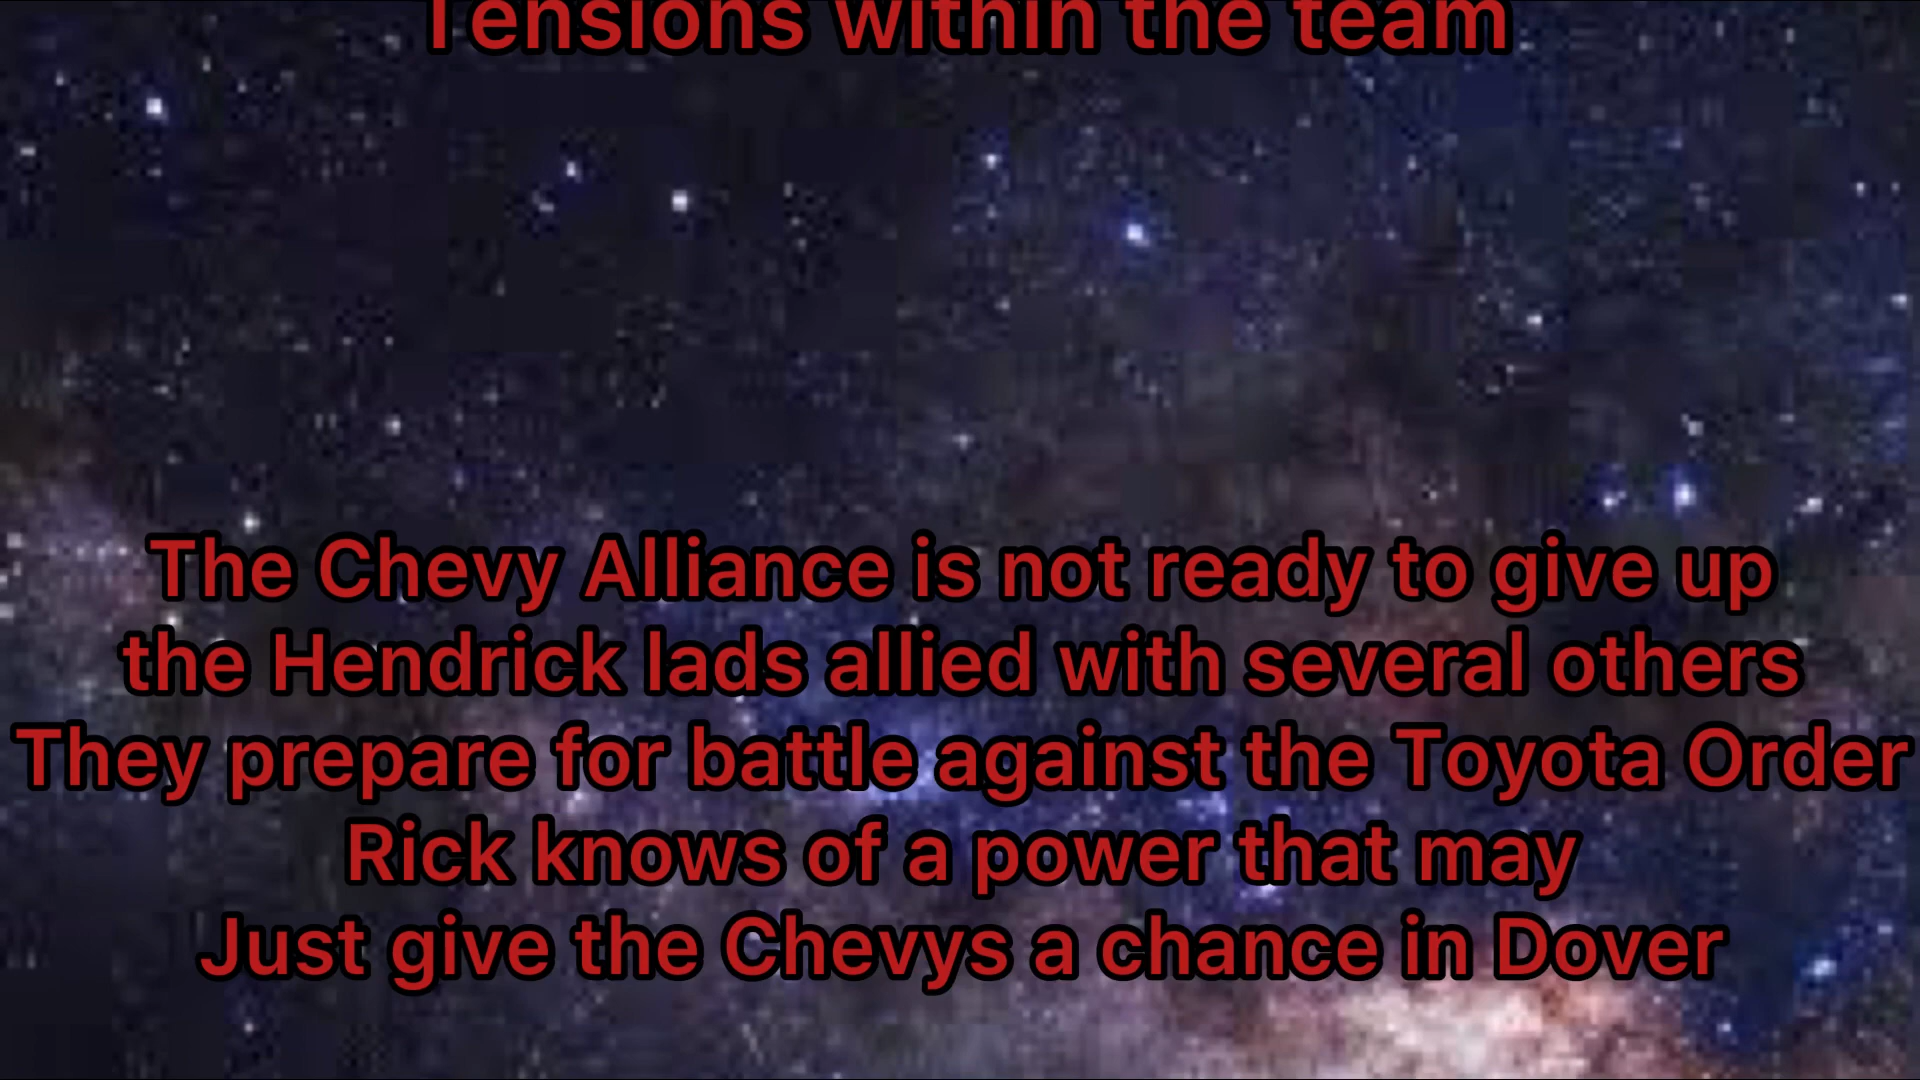 Tensions within the team
The Chevy Alliance is not ready to give up
the Hendrick lads allied with several others
They prepare for battle against the Toyota Order
Rick knows of a power that may
Just give the Chevys a chance in Dover